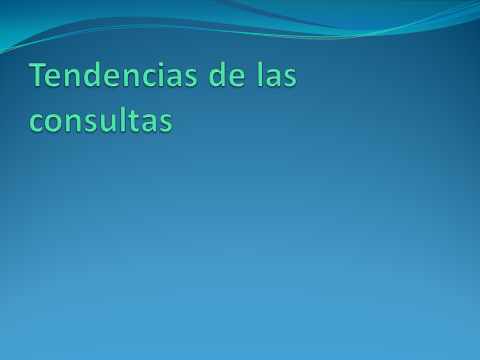 Tendencias de las
consultas